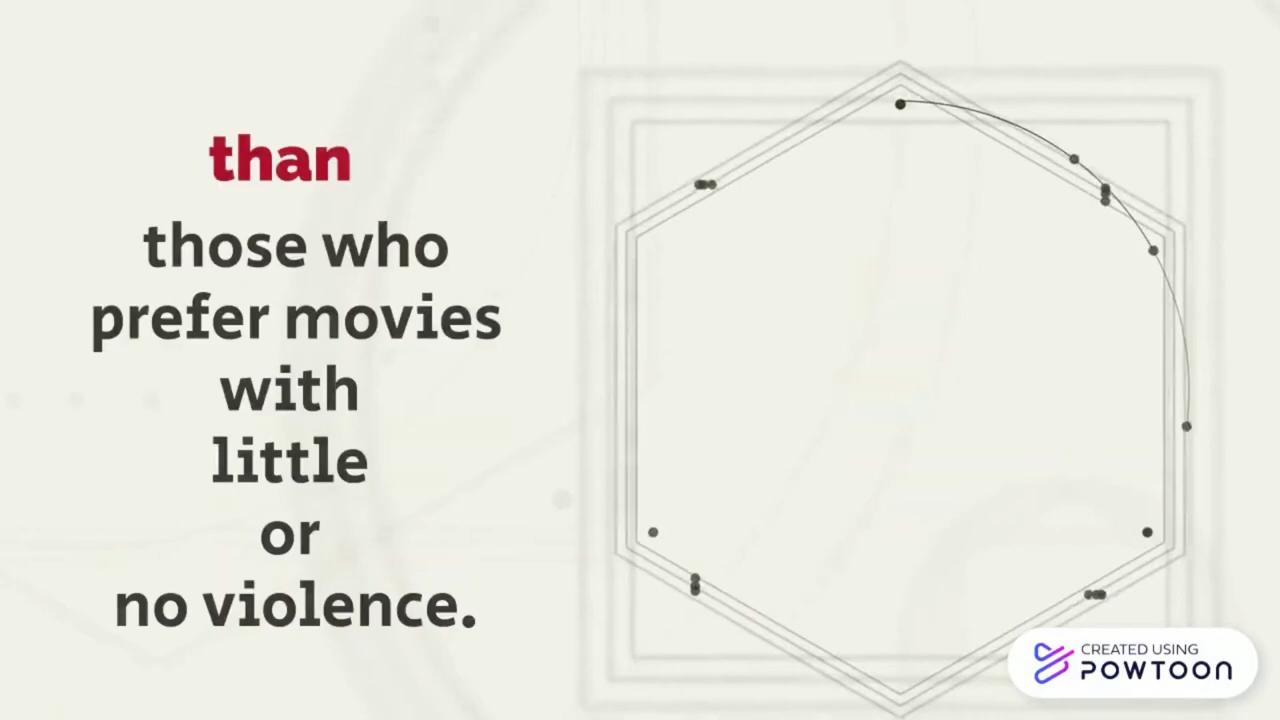 than
those who
prefer movies
with
little
or
no violence.
CREATED USING
POWTOON